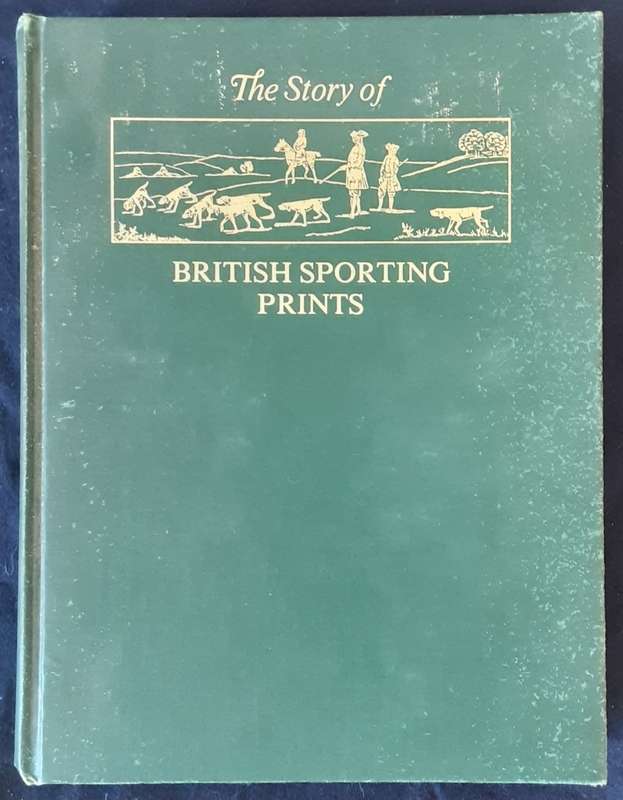 The Story of
BRITISH SPORTING
PRINTS